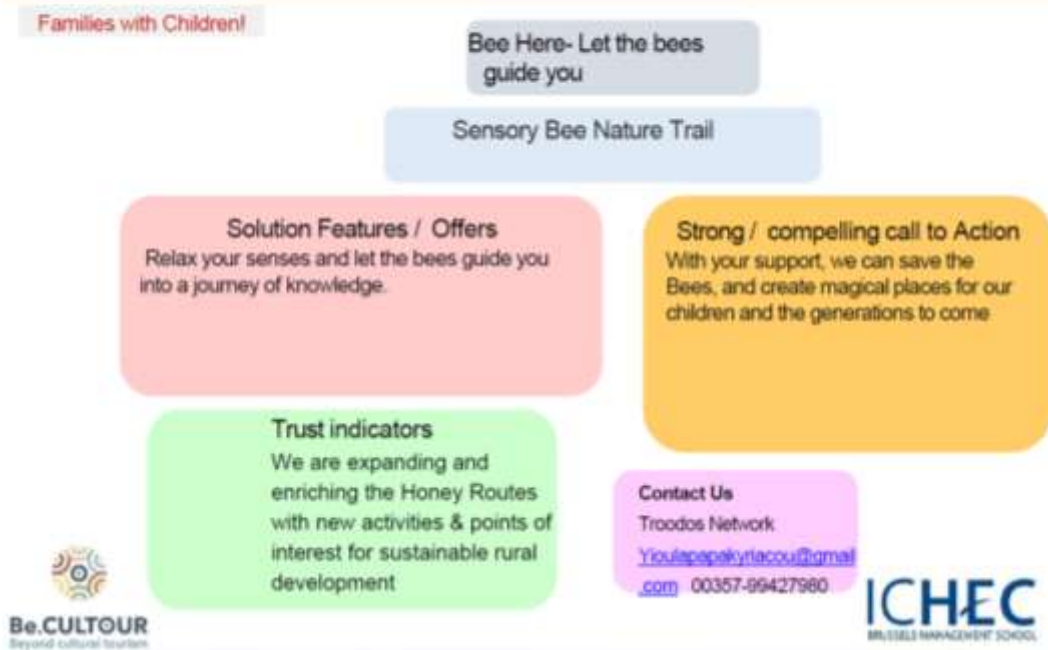 Families with Children!
Bee Here- Let the bees
guide you
Sensory Bee Nature Trail
Solution Features / Offers
Relax your senses and let the bees guide you
into a journey of knowledge.
Strong / compelling call to Action
With your support, we can save the
Bees, and create magical places for our
children and the generations to come
Trust indicators
We are expanding and
enriching the Honey Routes
with new activities & points of
interest for sustainable rural
development
Contact Us
Troodos Network
Yioulapapakyriacou@gmail
.com 00357-99427980
Be.CULTOUR
Beyond cultural tourism
ICHEC
BRUSSELS MANAGEMENT SCHOOL